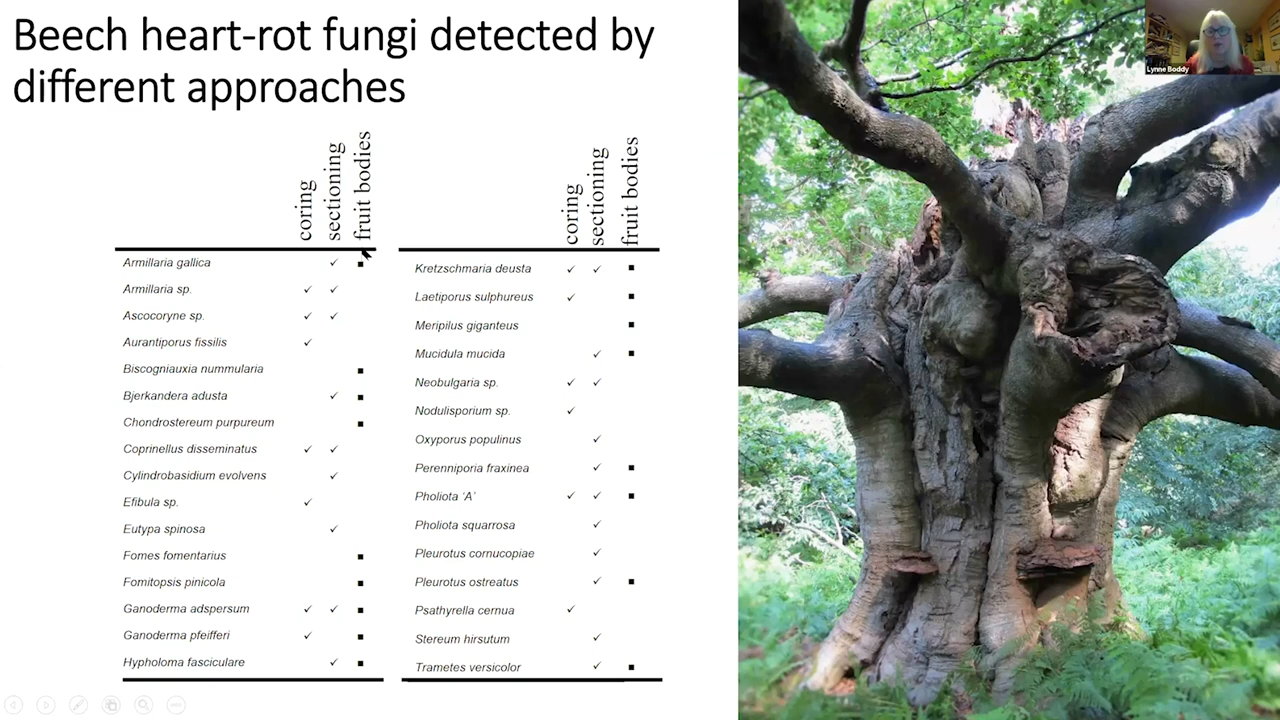 Beech heart-rot fungi detected by
different approaches
coring
sectioning
fruit bodies
Armillaria gallica ✓ ■
Armillaria sp. ✓ ✓
Ascocoryne sp. ✓ ✓
Aurantiporus fissilis ✓
Biscogniauxia nummularia ■
Bjerkandera adusta ✓ ■
Chondrostereum purpureum ■
Coprinellus disseminatus ✓ ✓
Cylindrobasidium evolvens ✓
Efibula sp. ✓
Eutypa spinosa ✓
Fomes fomentarius ■
Fomitopsis pinicola ■
Ganoderma adspersum ✓ ✓ ■
Ganoderma pfeifferi ✓ ■
Hypholoma fasciculare ✓ ■
coring
sectioning
fruit bodies
Kretzschmaria deusta ✓ ✓ ■
Laetiporus sulphureus ✓ ■
Meripilus giganteus ■
Mucidula mucida ✓ ■
Neobulgaria sp. ✓ ✓
Nodulisporium sp. ✓
Oxyporus populinus ✓
Perenniporia fraxinea ✓ ■
Pholiota 'A' ✓ ✓ ■
Pholiota squarrosa ✓
Pleurotus cornucopiae ✓
Pleurotus ostreatus ✓ ■
Psathyrella cernua ✓
Stereum hirsutum ✓
Trametes versicolor ✓ ■
Lynne Boddy